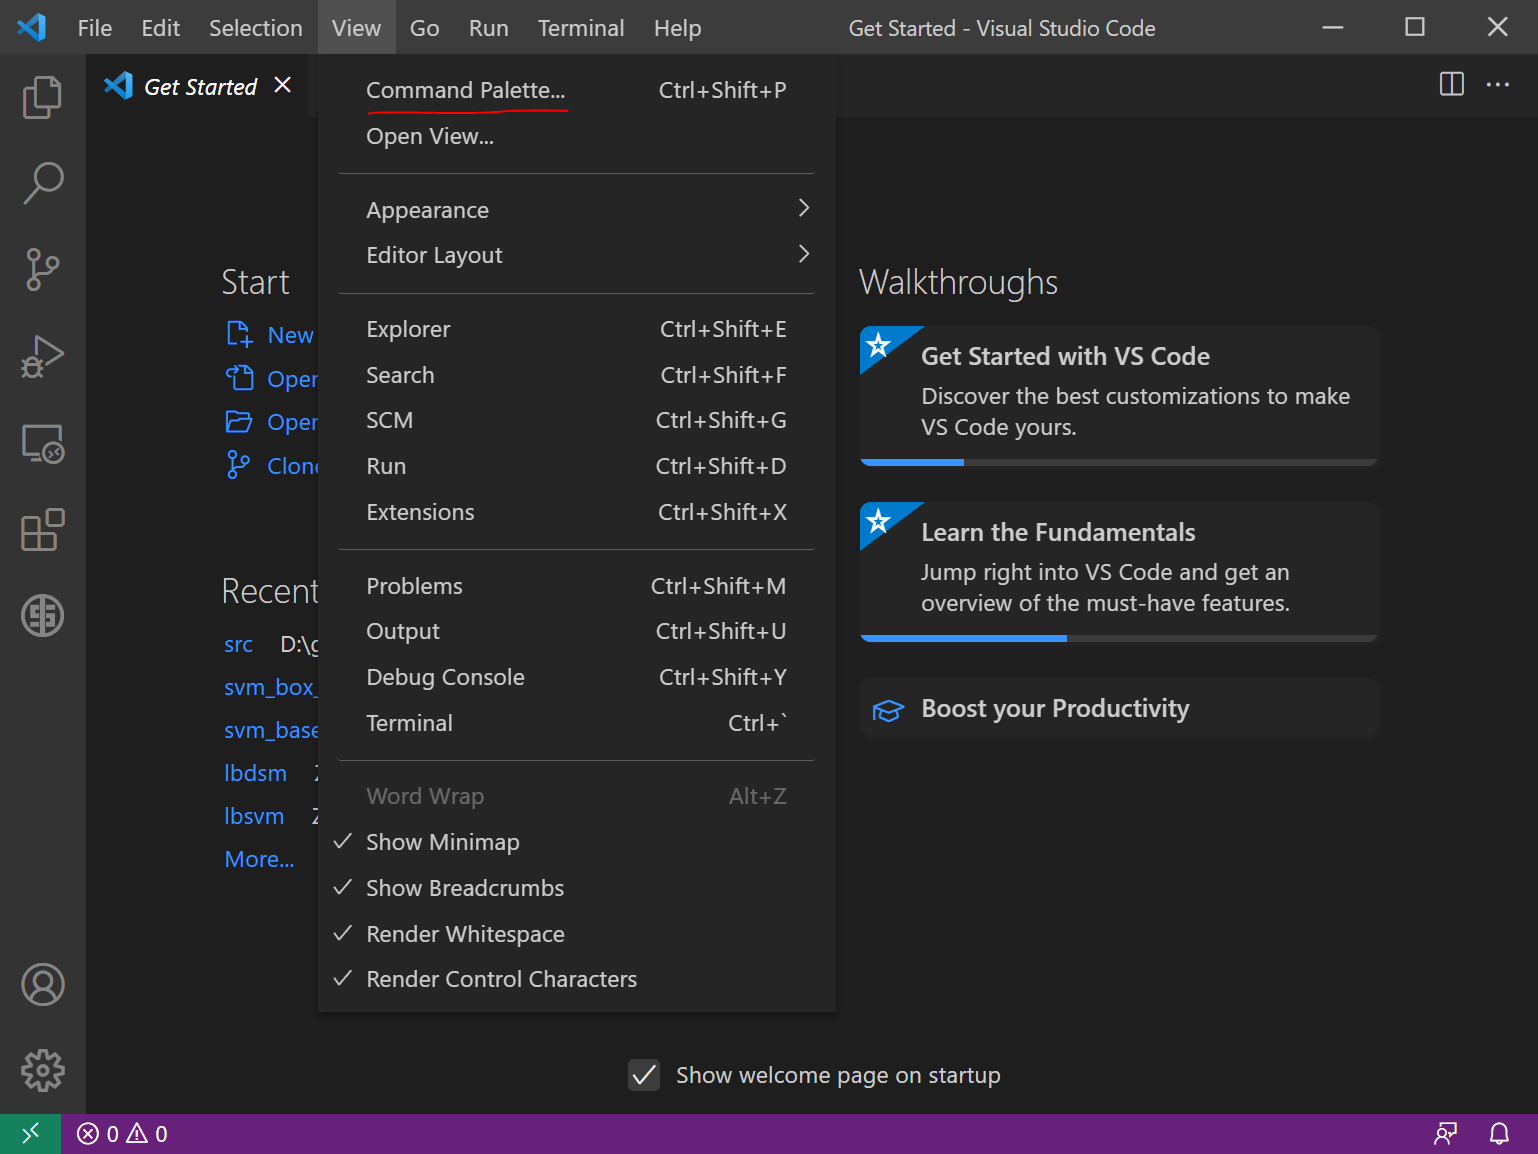 File Edit Selection View Go Run Terminal Help Get Started - Visual Studio Code
Get Started
Command Palette... Ctrl+Shift+P
Open View...
Appearance
Editor Layout
Explorer Ctrl+Shift+E
Search Ctrl+Shift+F
SCM Ctrl+Shift+G
Run Ctrl+Shift+D
Extensions Ctrl+Shift+X
Problems Ctrl+Shift+M
Output Ctrl+Shift+U
Debug Console Ctrl+Shift+Y
Terminal Ctrl+`
Word Wrap Alt+Z
Show Minimap
Show Breadcrumbs
Render Whitespace
Render Control Characters
Start
New
Open
Open
Clone
Recent
src D:\g
svm_box_
svm_base
lbdsm Z
lbsvm Z
More...
Walkthroughs
Get Started with VS Code
Discover the best customizations to make
VS Code yours.
Learn the Fundamentals
Jump right into VS Code and get an
overview of the must-have features.
Boost your Productivity
Show welcome page on startup
0 0